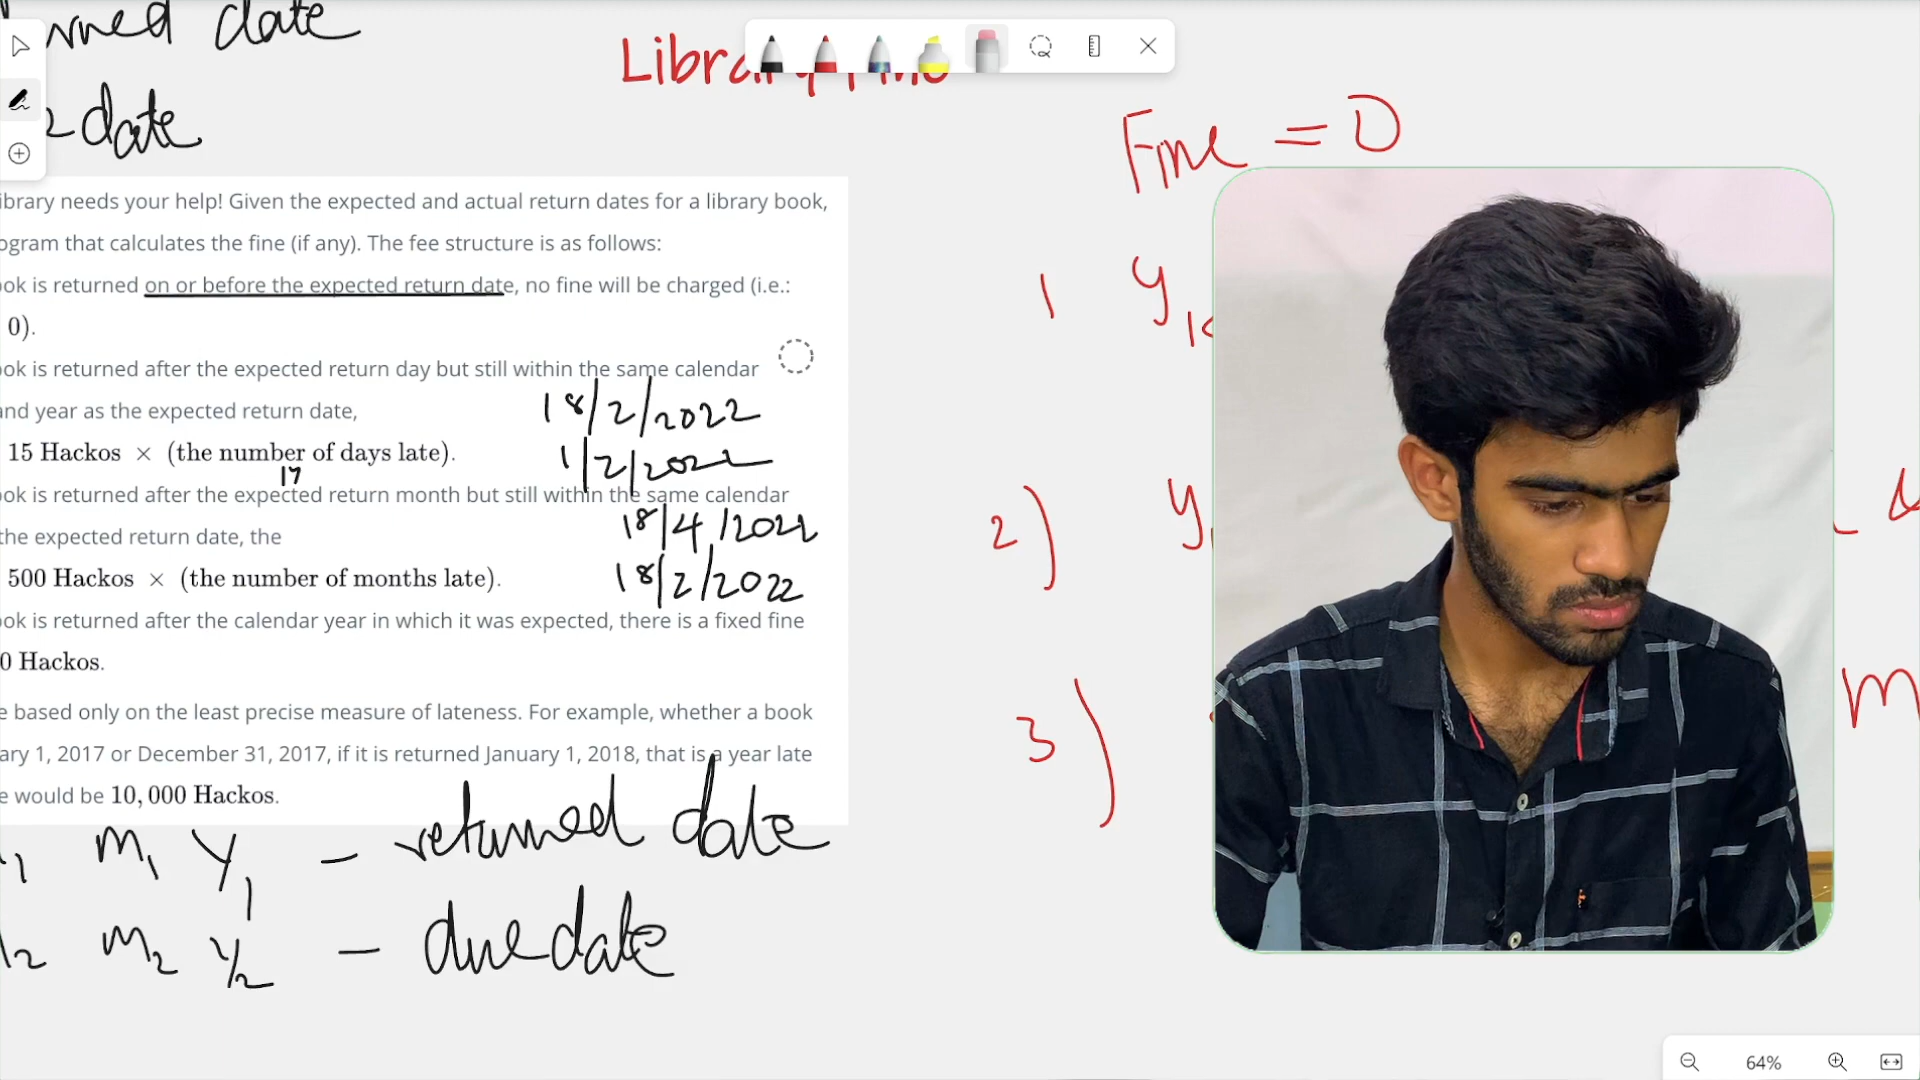 date
Library Fine
date
Fine = 0
library needs your help! Given the expected and actual return dates for a library book,
ogram that calculates the fine (if any). The fee structure is as follows:
ok is returned on or before the expected return date, no fine will be charged (i.e.:
0).
1 y
ok is returned after the expected return day but still within the same calendar
and year as the expected return date,
18/2/2022
15 Hackos × (the number of days late).
1/2/2022
17
ok is returned after the expected return month but still within the same calendar
the expected return date, the
18/4/2022
2) y
500 Hackos × (the number of months late).
18/2/2022
ok is returned after the calendar year in which it was expected, there is a fixed fine
0 Hackos.
3) m
e based only on the least precise measure of lateness. For example, whether a book
ary 1, 2017 or December 31, 2017, if it is returned January 1, 2018, that is a year late
e would be 10,000 Hackos.
1 m1 y1 – returned date
2 m2 y2 – due date
64%